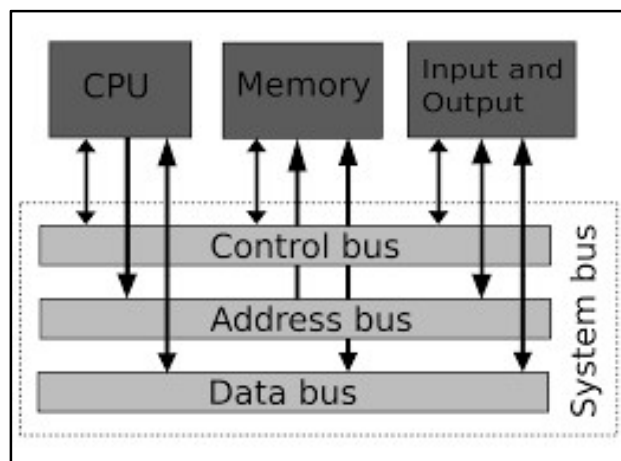 CPU
Memory
Input and
Output
Control bus
Address bus
Data bus
System bus